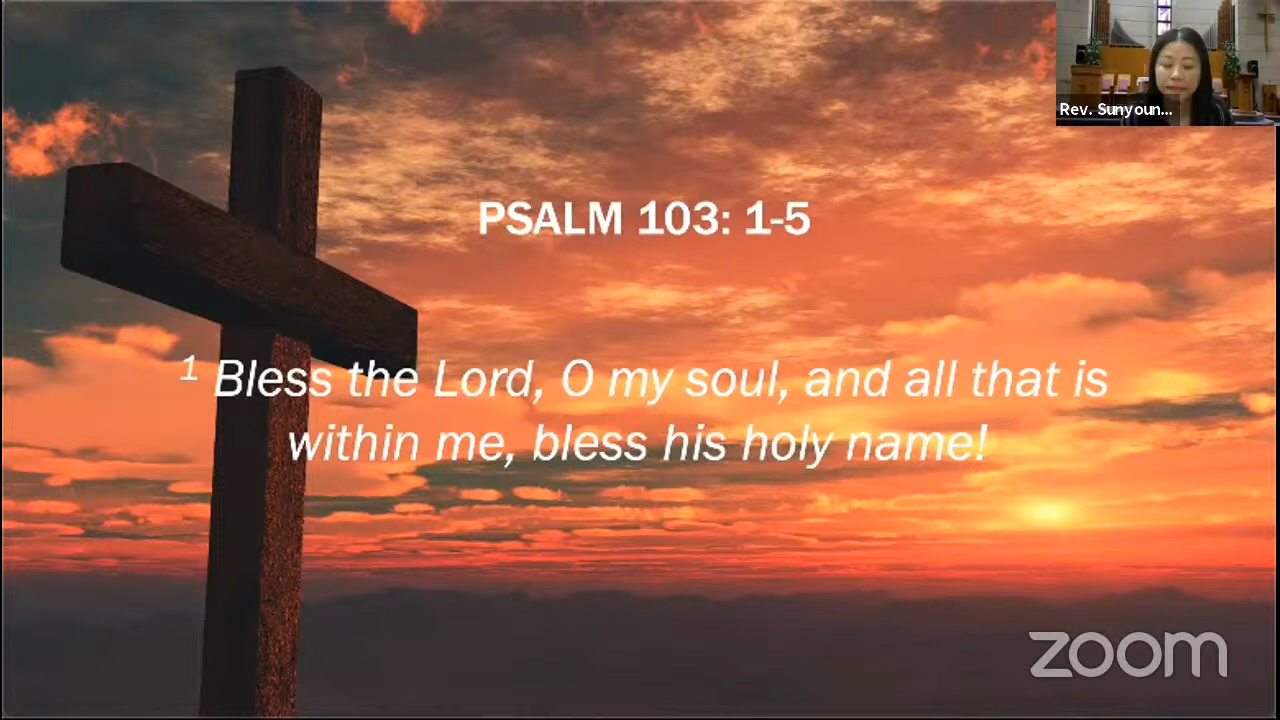 Rev. Sunyoun...
PSALM 103: 1-5
1 Bless the Lord, O my soul, and all that is
within me, bless his holy name!
zoom